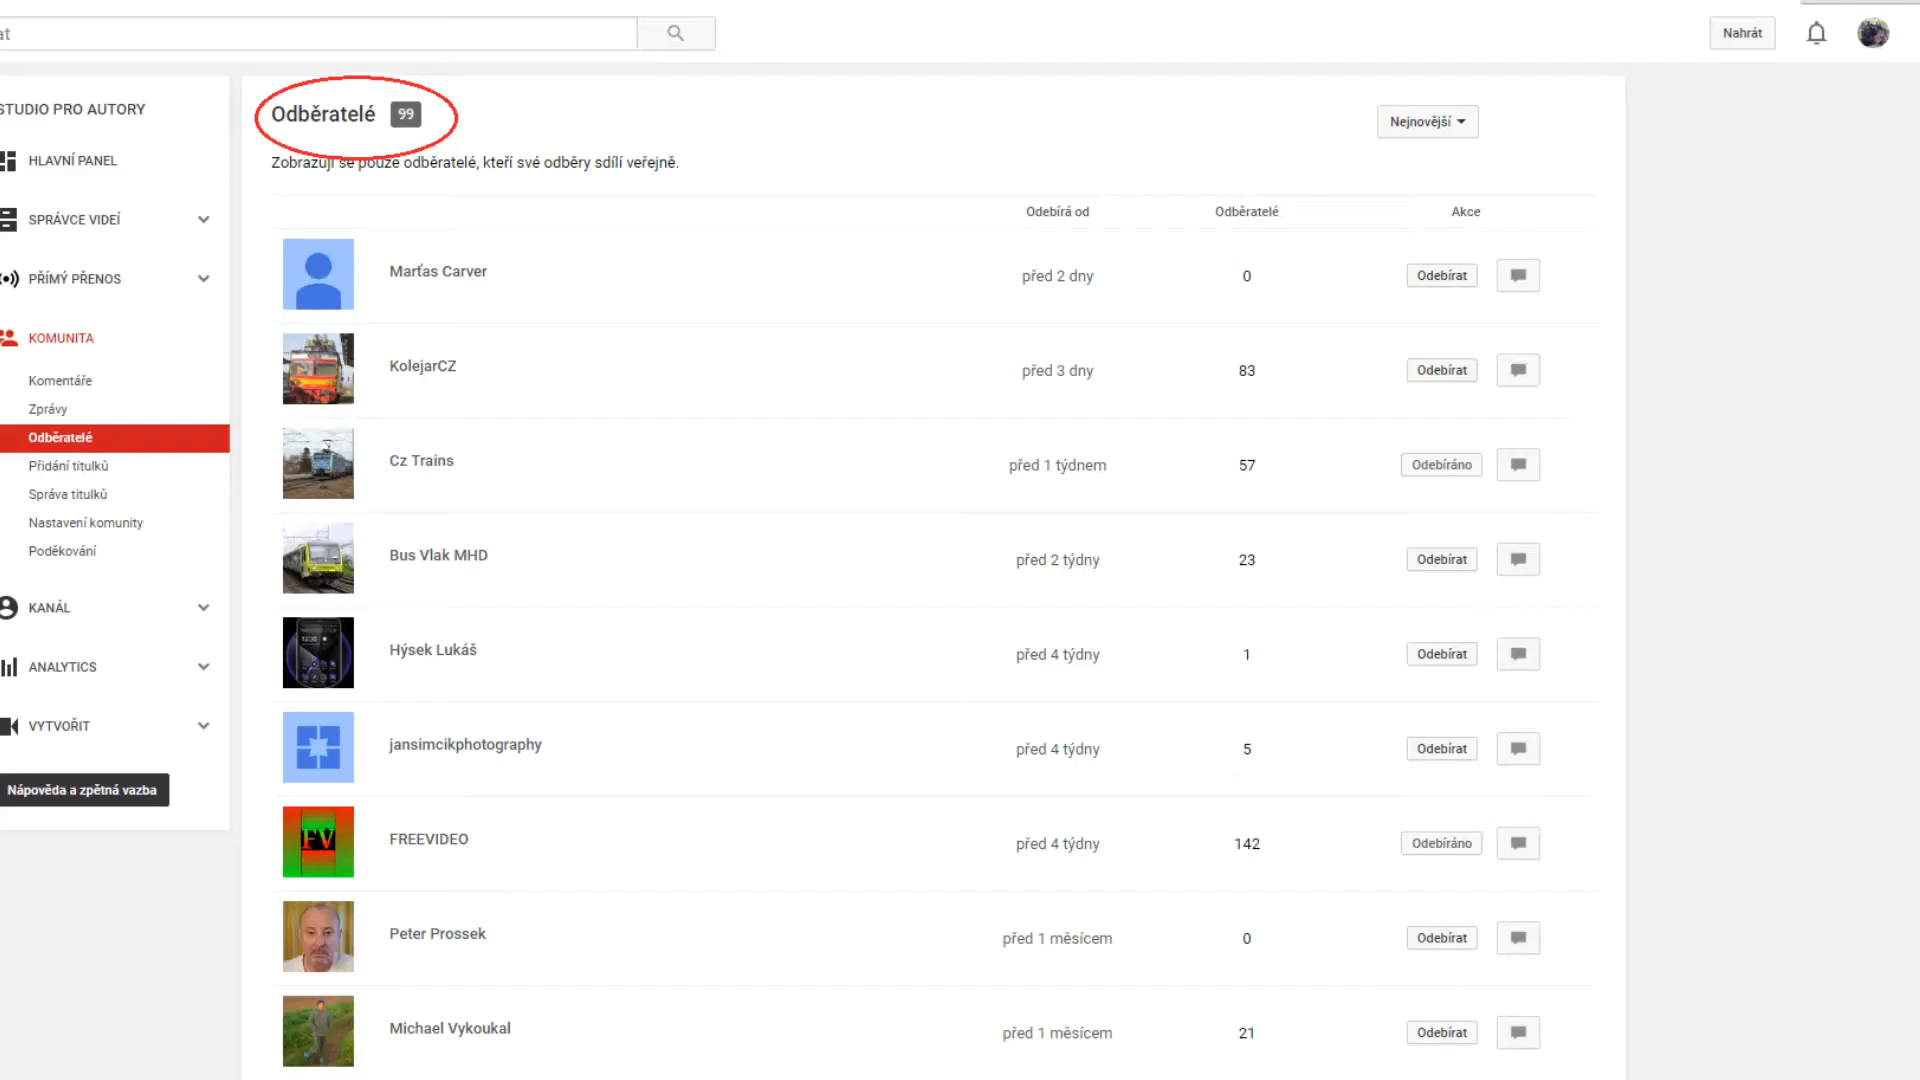 at
Nahrát
STUDIO PRO AUTORY
HLAVNÍ PANEL
SPRÁVCE VIDEÍ
PŘÍMÝ PŘENOS
KOMUNITA
Komentáře
Zprávy
Odběratelé
Přidání titulků
Správa titulků
Nastavení komunity
Poděkování
KANÁL
ANALYTICS
VYTVOŘIT
Nápověda a zpětná vazba
Odběratelé 99
Nejnovější
Zobrazují se pouze odběratelé, kteří své odběry sdílí veřejně.
Odebírá od Odběratelé Akce
Marťas Carver před 2 dny 0 Odebírat
KolejarCZ před 3 dny 83 Odebírat
Cz Trains před 1 týdnem 57 Odebíráno
Bus Vlak MHD před 2 týdny 23 Odebírat
Hýsek Lukáš před 4 týdny 1 Odebírat
jansimcikphotography před 4 týdny 5 Odebírat
FV FREEVIDEO před 4 týdny 142 Odebíráno
Peter Prossek před 1 měsícem 0 Odebírat
Michael Vykoukal před 1 měsícem 21 Odebírat